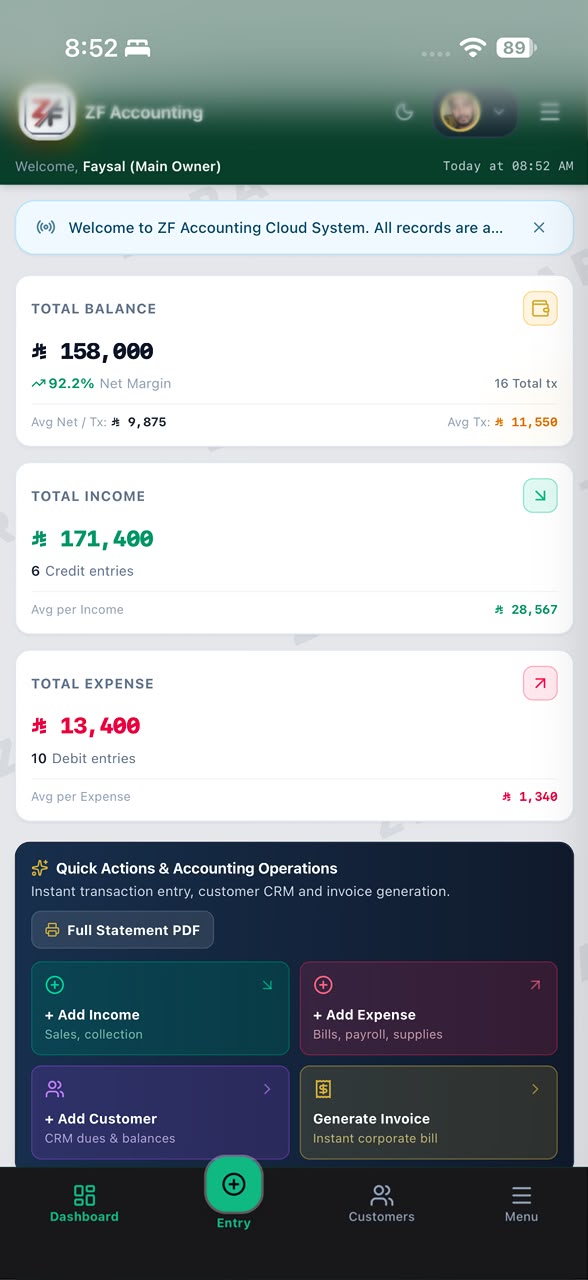 8:52
89
ZF
ZF Accounting
Welcome, Faysal (Main Owner)
Today at 08:52 AM
Welcome to ZF Accounting Cloud System. All records are a...
TOTAL BALANCE
158,000
92.2% Net Margin
16 Total tx
Avg Net / Tx: 9,875
Avg Tx: 11,550
TOTAL INCOME
171,400
6 Credit entries
Avg per Income
28,567
TOTAL EXPENSE
13,400
10 Debit entries
Avg per Expense
1,340
Quick Actions & Accounting Operations
Instant transaction entry, customer CRM and invoice generation.
Full Statement PDF
+ Add Income
Sales, collection
+ Add Expense
Bills, payroll, supplies
+ Add Customer
CRM dues & balances
Generate Invoice
Instant corporate bill
Dashboard
Entry
Customers
Menu